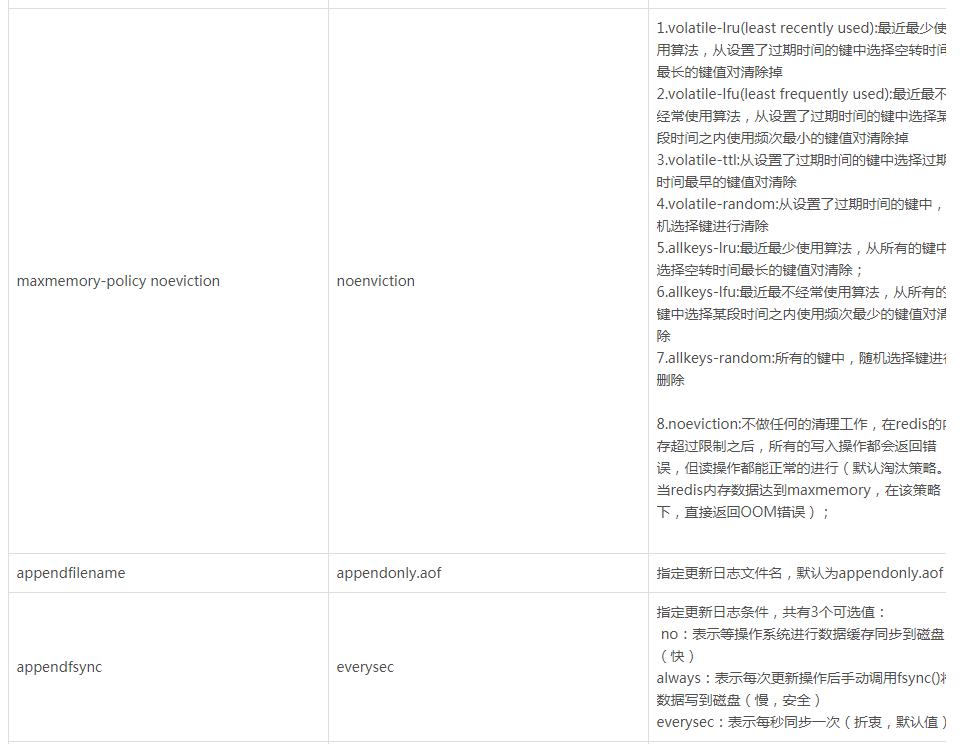 1.volatile-lru(least recently used):最近最少使
用算法，从设置了过期时间的键中选择空转时间
最长的键值对清除掉
2.volatile-lfu(least frequently used):最近最不
经常使用算法，从设置了过期时间的键中选择某
段时间之内使用频次最小的键值对清除掉
3.volatile-ttl:从设置了过期时间的键中选择过期
时间最早的键值对清除
4.volatile-random:从设置了过期时间的键中，
机选择键进行清除
maxmemory-policy noeviction
noenviction
5.allkeys-lru:最近最少使用算法，从所有的键中
选择空转时间最长的键值对清除；
6.allkeys-lfu:最近最不经常使用算法，从所有的
键中选择某段时间之内使用频次最少的键值对清
除
7.allkeys-random:所有的键中，随机选择键进行
删除
8.noeviction:不做任何的清理工作，在redis的内
存超过限制之后，所有的写入操作都会返回错
误，但读操作都能正常的进行（默认淘汰策略。
当redis内存数据达到maxmemory，在该策略
下，直接返回OOM错误）；
appendfilename
appendonly.aof
指定更新日志文件名，默认为appendonly.aof
appendfsync
everysec
指定更新日志条件，共有3个可选值：
no：表示等操作系统进行数据缓存同步到磁盘
（快）
always：表示每次更新操作后手动调用fsync()将
数据写到磁盘（慢，安全）
everysec：表示每秒同步一次（折衷，默认值）